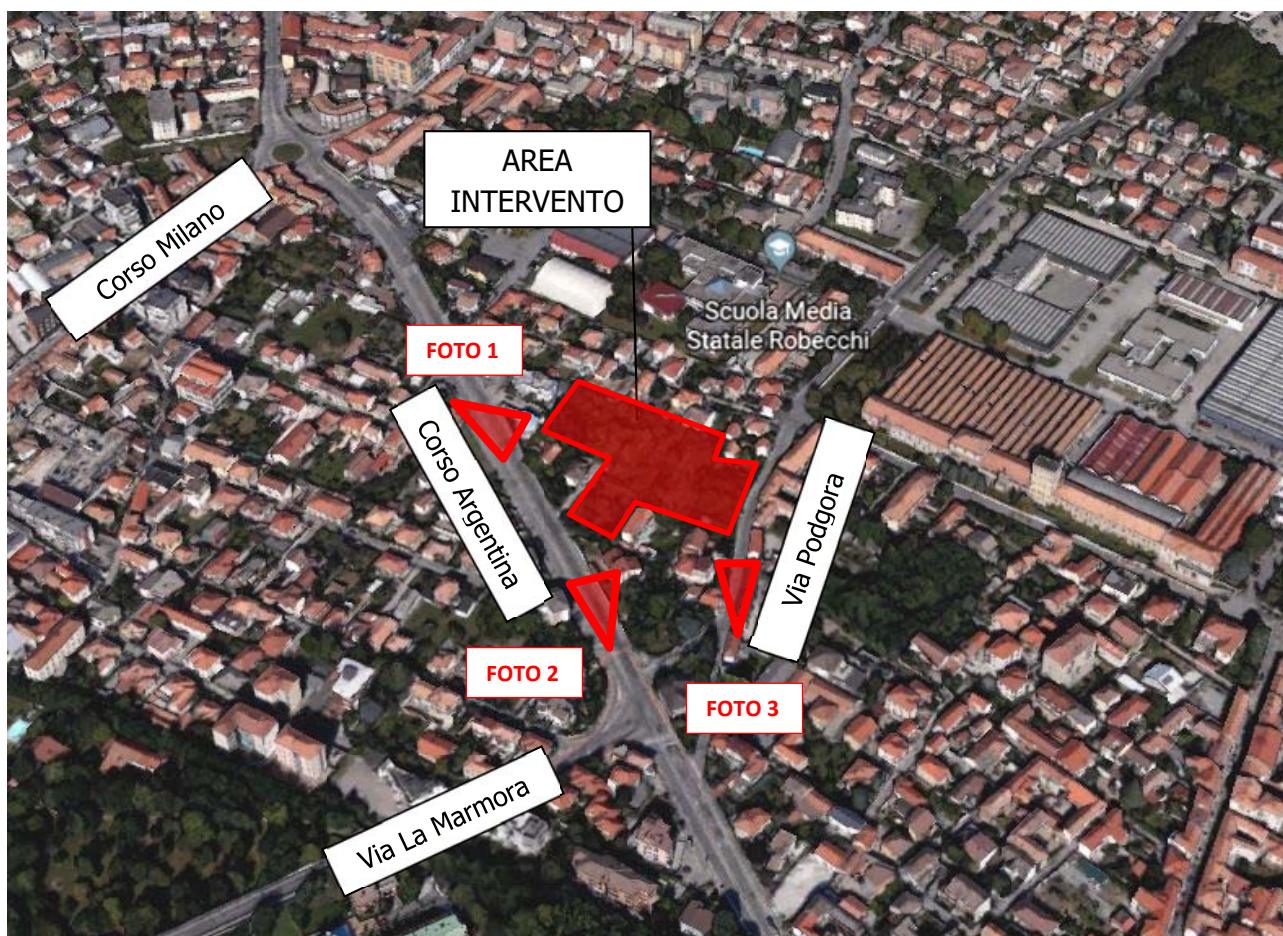 AREA
INTERVENTO
Corso Milano
Scuola Media
Statale Robecchi
FOTO 1
Corso Argentina
Via Podgora
FOTO 2
FOTO 3
Via La Marmora